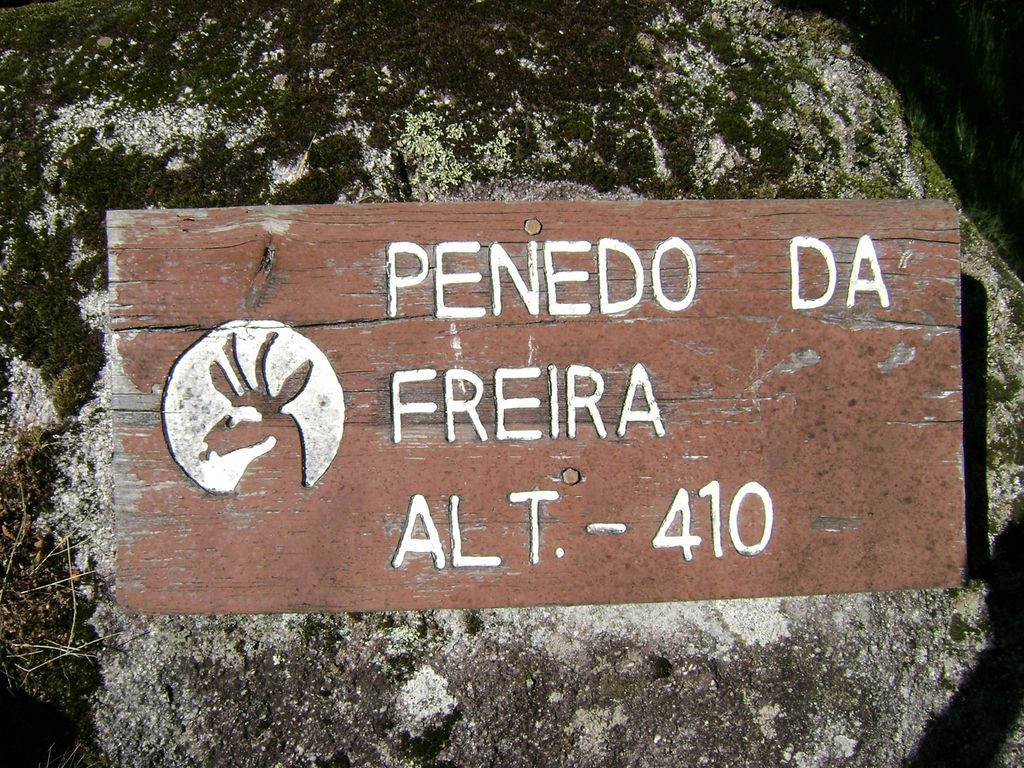 PENEDO DA
FREIRA
ALT. - 410